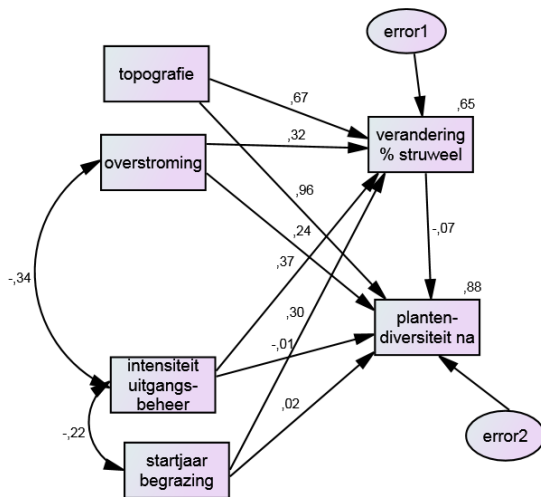 error1
topografie
,67
,65
verandering
% struweel
,32
overstroming
,96
-,07
,24
,37
-,34
,88
,30
planten-
diversiteit na
-,01
intensiteit
uitgangs-
beheer
,02
-,22
startjaar
begrazing
error2